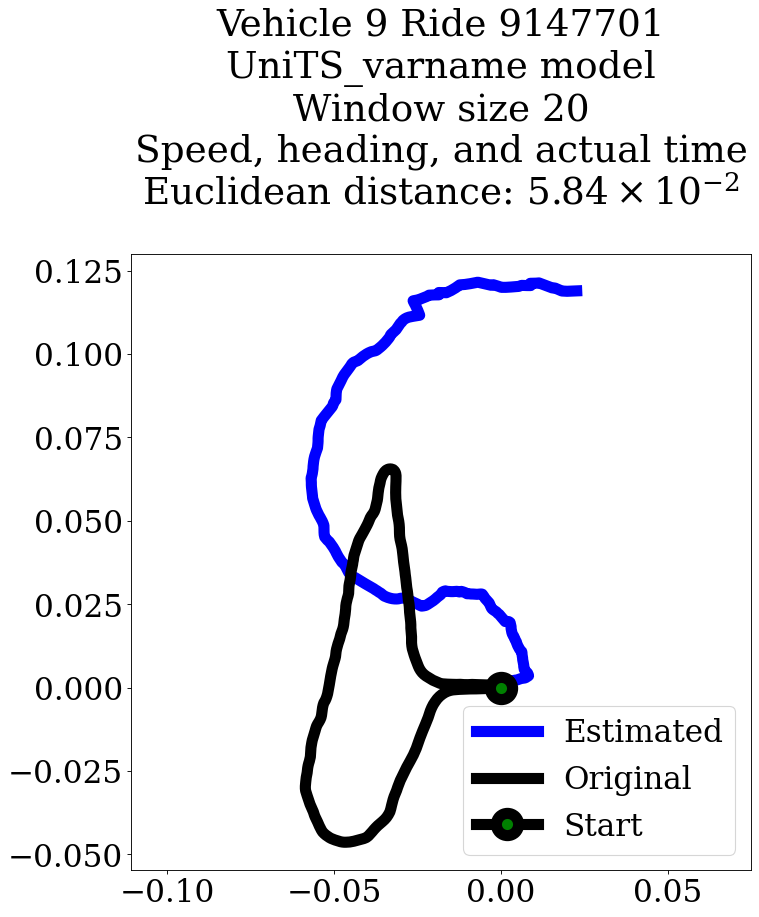 Vehicle 9 Ride 9147701
UniTS_varname model
Window size 20
Speed, heading, and actual time
Euclidean distance: 5.84 × 10⁻²
0.125
0.100
0.075
0.050
0.025
0.000
−0.025
−0.050
−0.10
−0.05
0.00
0.05
Estimated
Original
Start